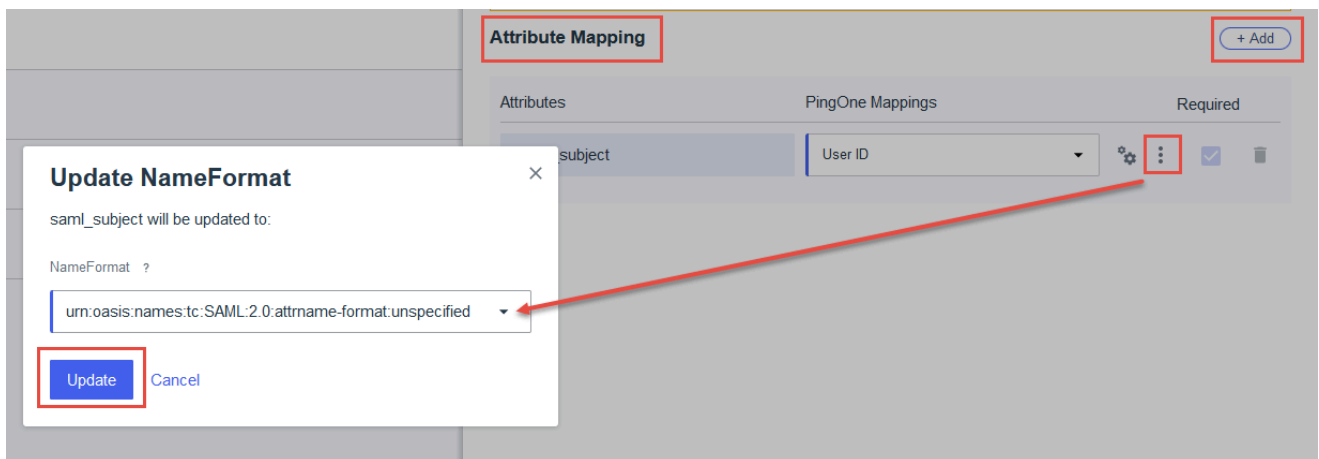 Attribute Mapping
+ Add
Attributes PingOne Mappings Required
subject User ID
Update NameFormat
saml_subject will be updated to:
NameFormat ?
urn:oasis:names:tc:SAML:2.0:attrname-format:unspecified
Update Cancel